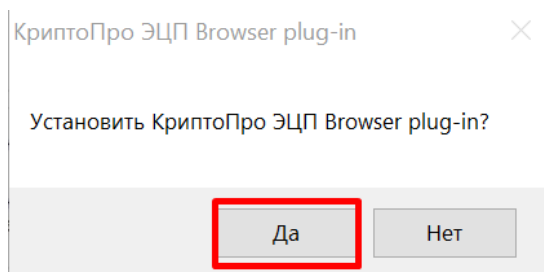 КриптоПро ЭЦП Browser plug-in
Установить КриптоПро ЭЦП Browser plug-in?
Да
Нет